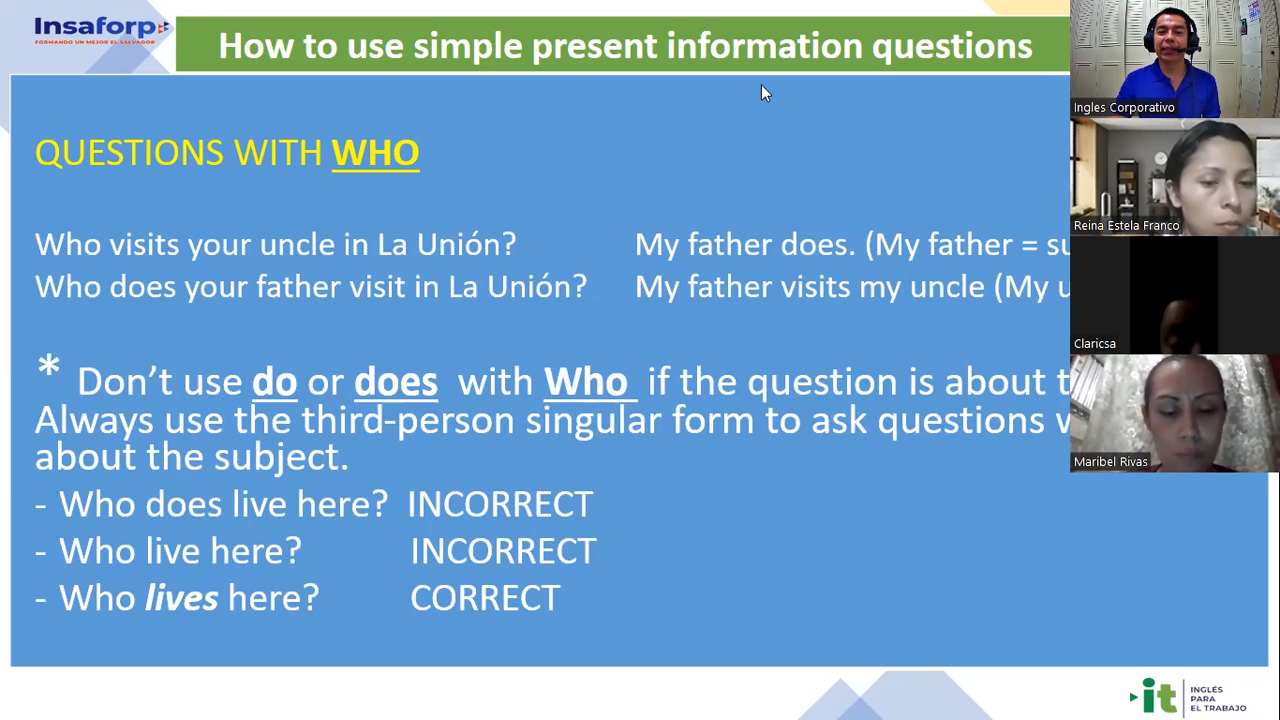 Insaforp
FORMANDO UN MEJOR EL SALVADOR
How to use simple present information questions
QUESTIONS WITH WHO
Who visits your uncle in La Unión? My father does. (My father =
Who does your father visit in La Unión? My father visits my uncle (My
* Don’t use do or does with Who if the question is about
Always use the third-person singular form to ask questions
about the subject.
- Who does live here? INCORRECT
- Who live here? INCORRECT
- Who lives here? CORRECT
Ingles Corporativo
Reina Estela Franco
Claricsa
Maribel Rivas
it INGLÉS
PARA
EL TRABAJO